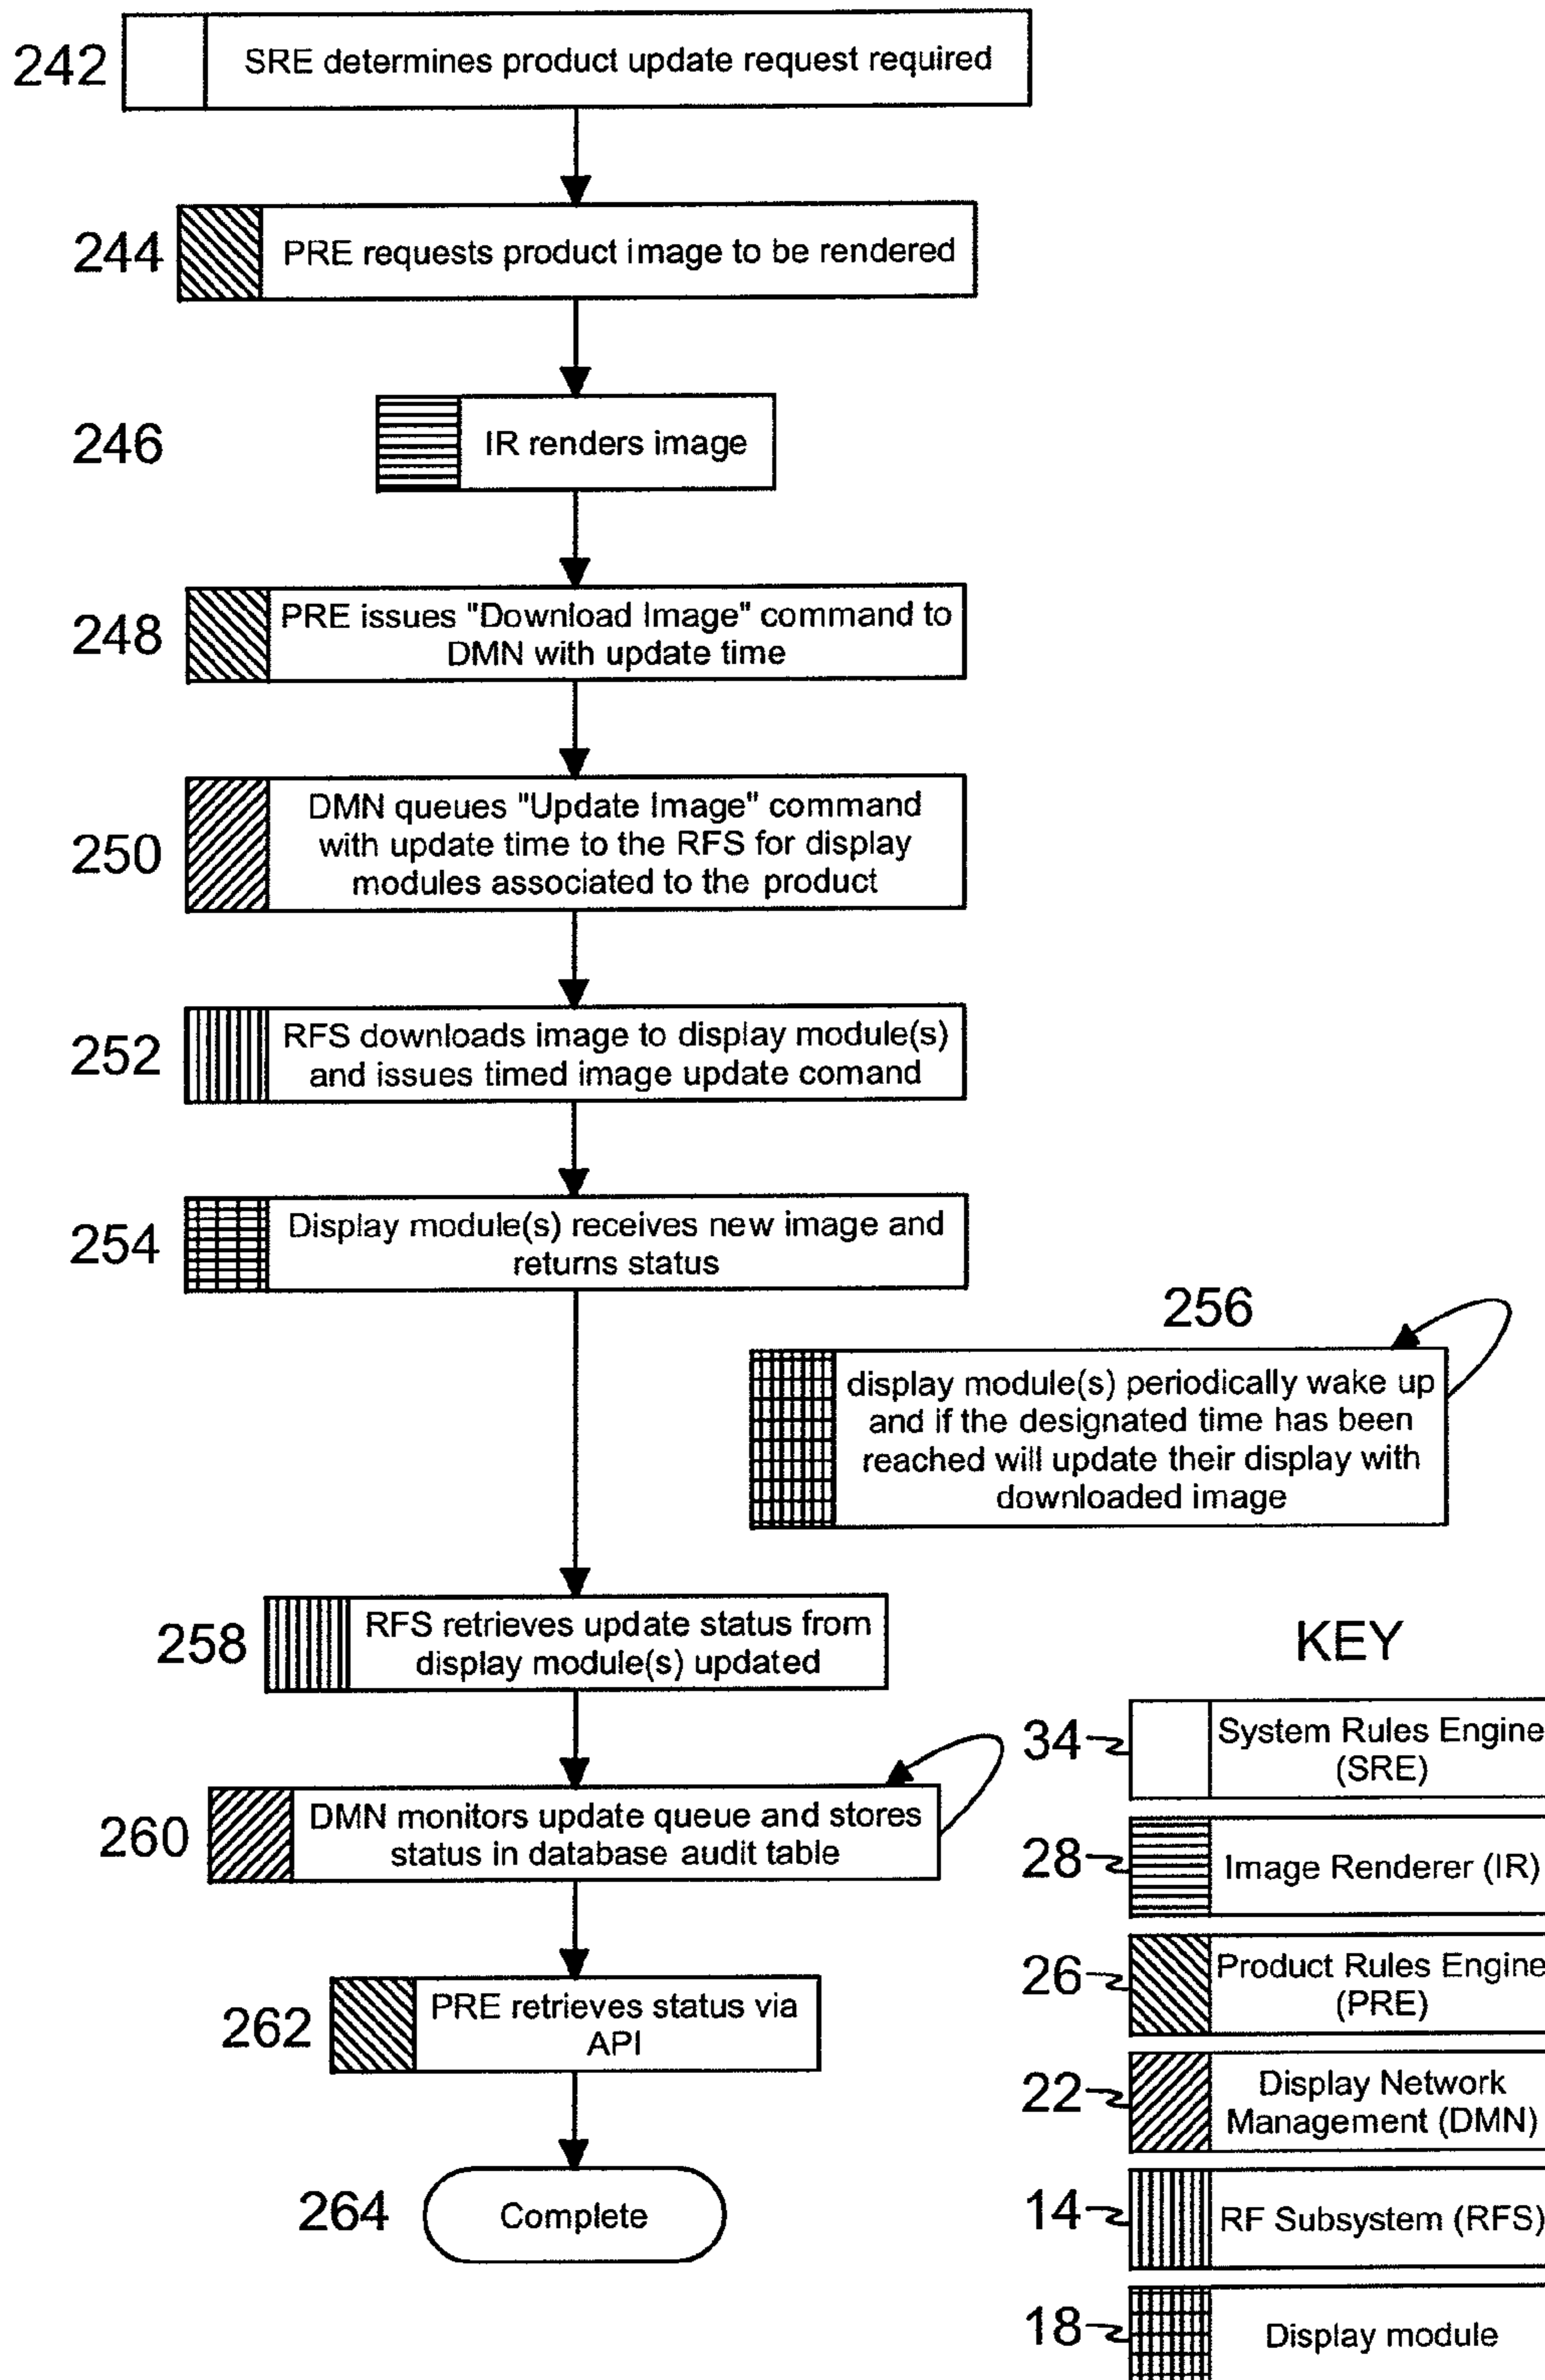 242
SRE determines product update request required
244
PRE requests product image to be rendered
246
IR renders image
248
PRE issues "Download Image" command to
DMN with update time
250
DMN queues "Update Image" command
with update time to the RFS for display
modules associated to the product
252
RFS downloads image to display module(s)
and issues timed image update comand
254
Display module(s) receives new image and
returns status
256
display module(s) periodically wake up
and if the designated time has been
reached will update their display with
downloaded image
258
RFS retrieves update status from
display module(s) updated
260
DMN monitors update queue and stores
status in database audit table
262
PRE retrieves status via
API
264
Complete
KEY
34
System Rules Engine
(SRE)
28
Image Renderer (IR)
26
Product Rules Engine
(PRE)
22
Display Network
Management (DMN)
14
RF Subsystem (RFS)
18
Display module